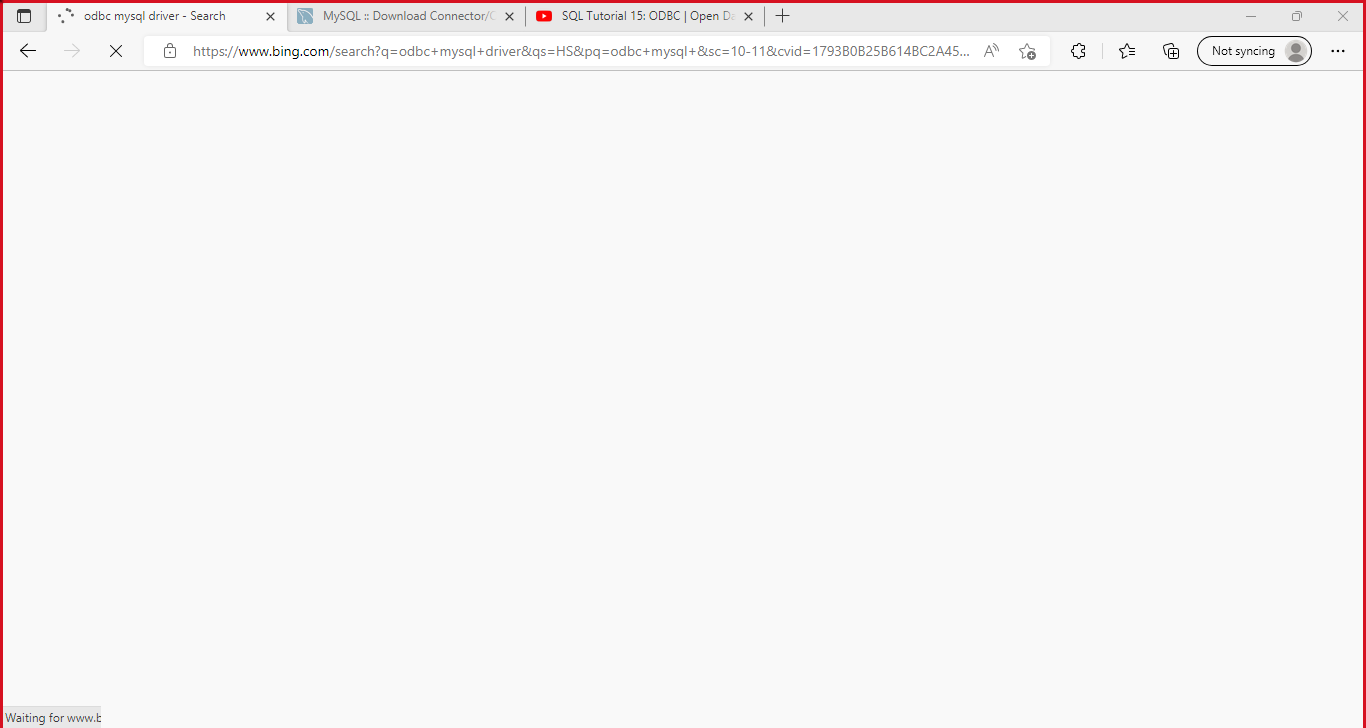 odbc mysql driver - Search
MySQL :: Download Connector/C
SQL Tutorial 15: ODBC | Open Da
https://www.bing.com/search?q=odbc+mysql+driver&qs=HS&pq=odbc+mysql+&sc=10-11&cvid=1793B0B25B614BC2A45...
Not syncing
Waiting for www.b